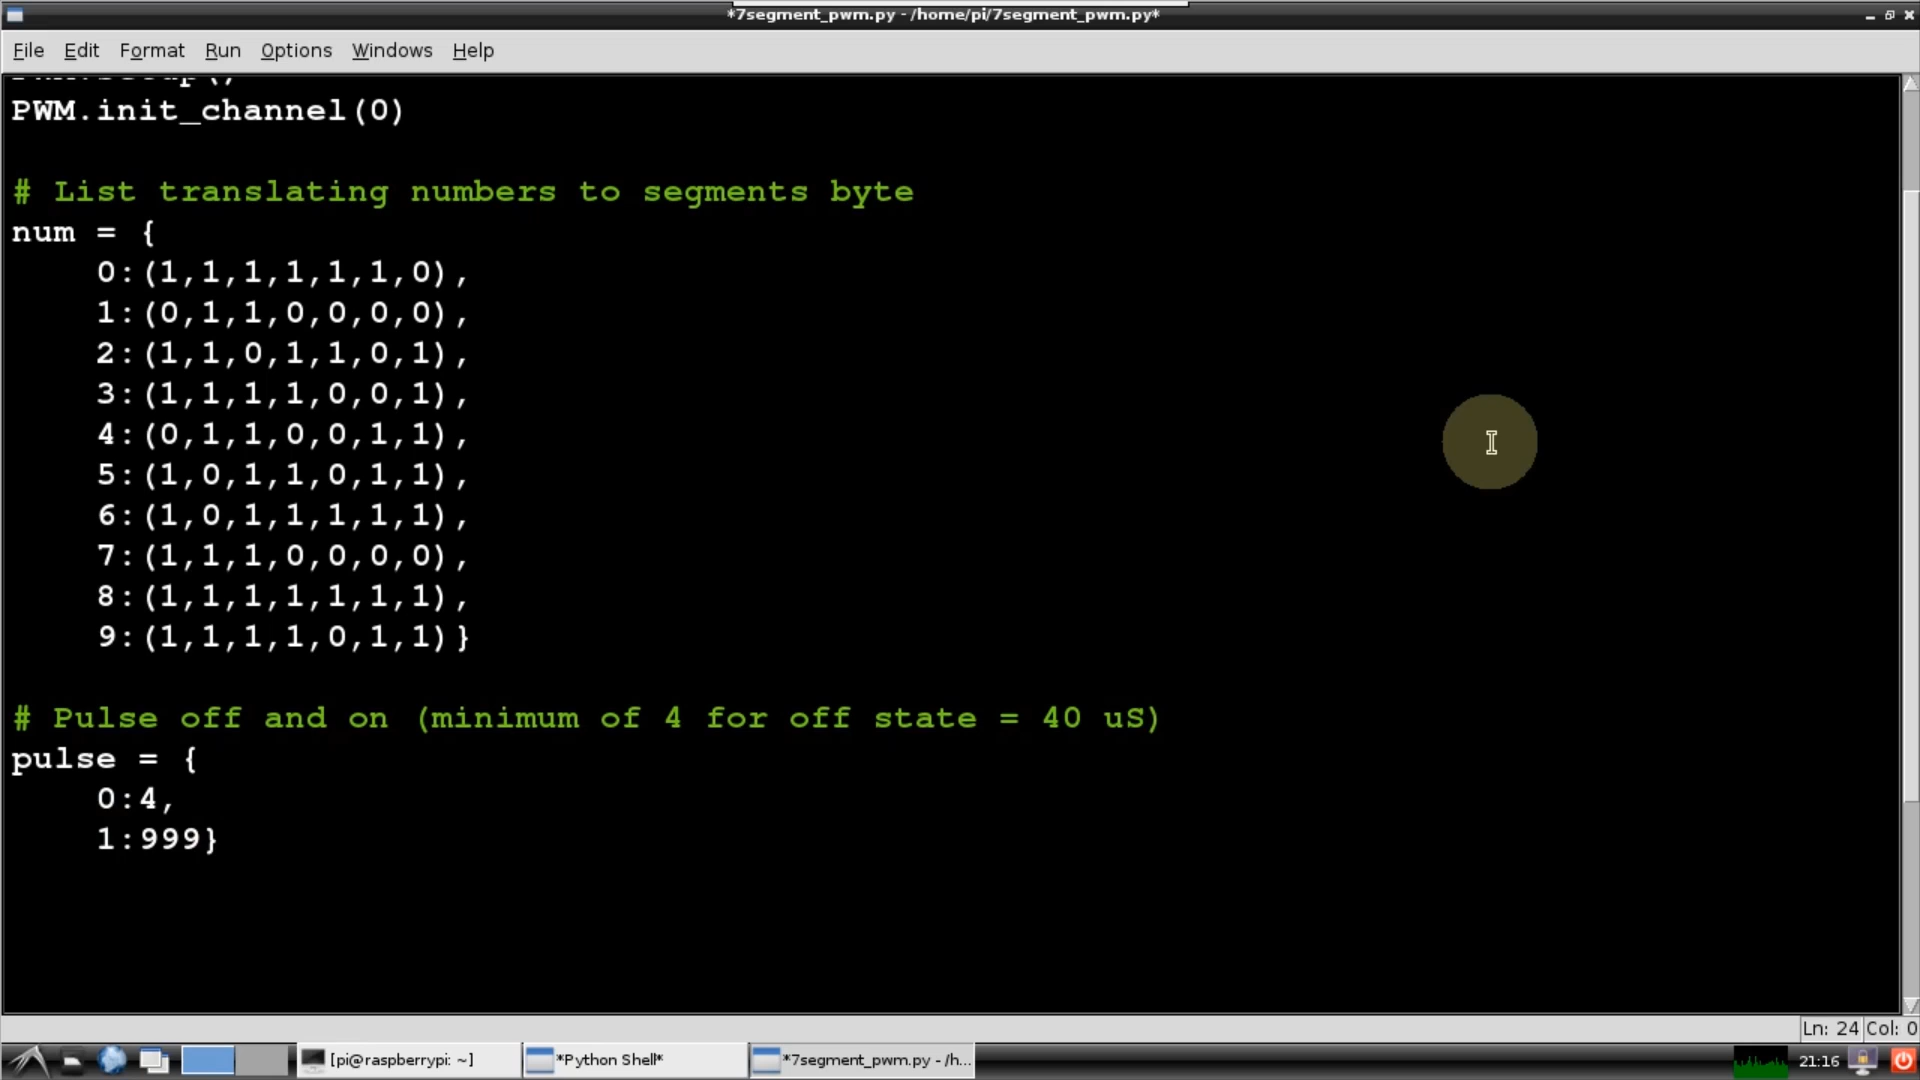 *7segment_pwm.py - /home/pi/7segment_pwm.py*
File Edit Format Run Options Windows Help
PWM.init_channel(0)
# List translating numbers to segments byte
num = {
0:(1,1,1,1,1,1,0),
1:(0,1,1,0,0,0,0),
2:(1,1,0,1,1,0,1),
3:(1,1,1,1,0,0,1),
4:(0,1,1,0,0,1,1),
5:(1,0,1,1,0,1,1),
6:(1,0,1,1,1,1,1),
7:(1,1,1,0,0,0,0),
8:(1,1,1,1,1,1,1),
9:(1,1,1,1,0,1,1)}
# Pulse off and on (minimum of 4 for off state = 40 uS)
pulse = {
0:4,
1:999}
Ln: 24 Col: 0
[pi@raspberrypi: ~] *Python Shell* *7segment_pwm.py - /h... 21:16